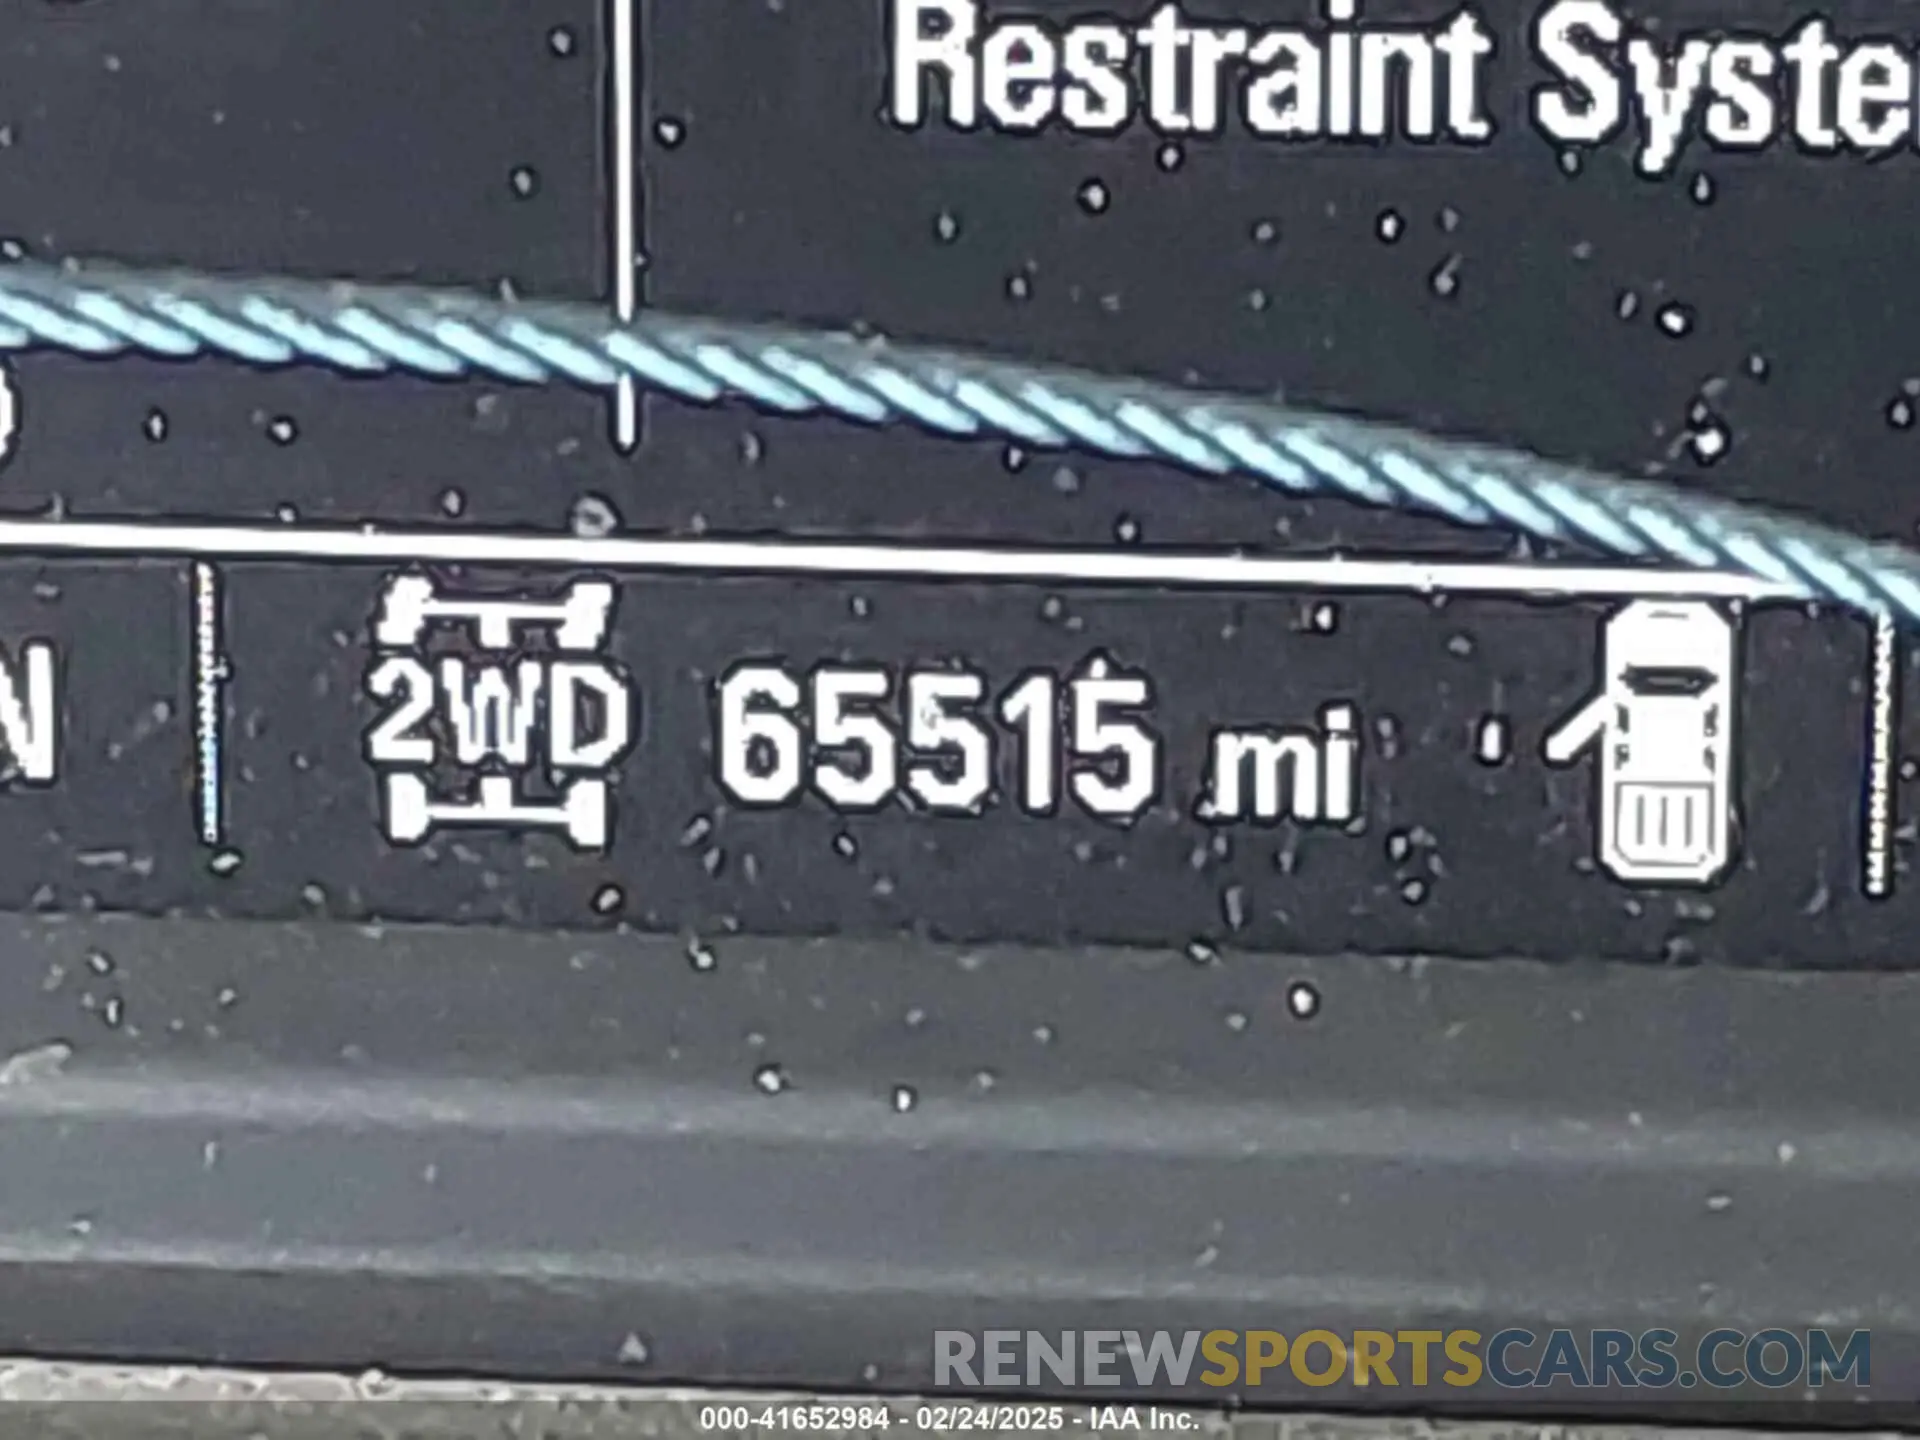 Restraint Syste
N
2WD 65515 mi
RENEWSPORTSCARS.COM
000-41652984 - 02/24/2025 - IAA Inc.